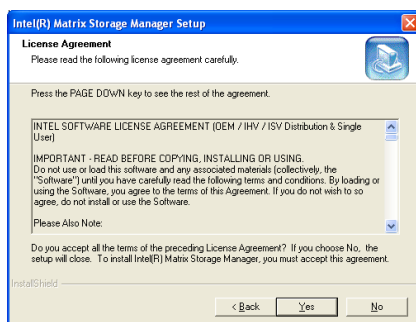 Intel(R) Matrix Storage Manager Setup
License Agreement
Please read the following license agreement carefully.
Press the PAGE DOWN key to see the rest of the agreement.
INTEL SOFTWARE LICENSE AGREEMENT (OEM / IHV / ISV Distribution & Single
User)
IMPORTANT - READ BEFORE COPYING, INSTALLING OR USING.
Do not use or load this software and any associated materials (collectively, the
"Software") until you have carefully read the following terms and conditions. By loading or
using the Software, you agree to the terms of this Agreement. If you do not wish to so
agree, do not install or use the Software.
Please Also Note:
Do you accept all the terms of the preceding License Agreement? If you choose No, the
setup will close. To install Intel(R) Matrix Storage Manager, you must accept this agreement.
InstallShield
< Back
Yes
No